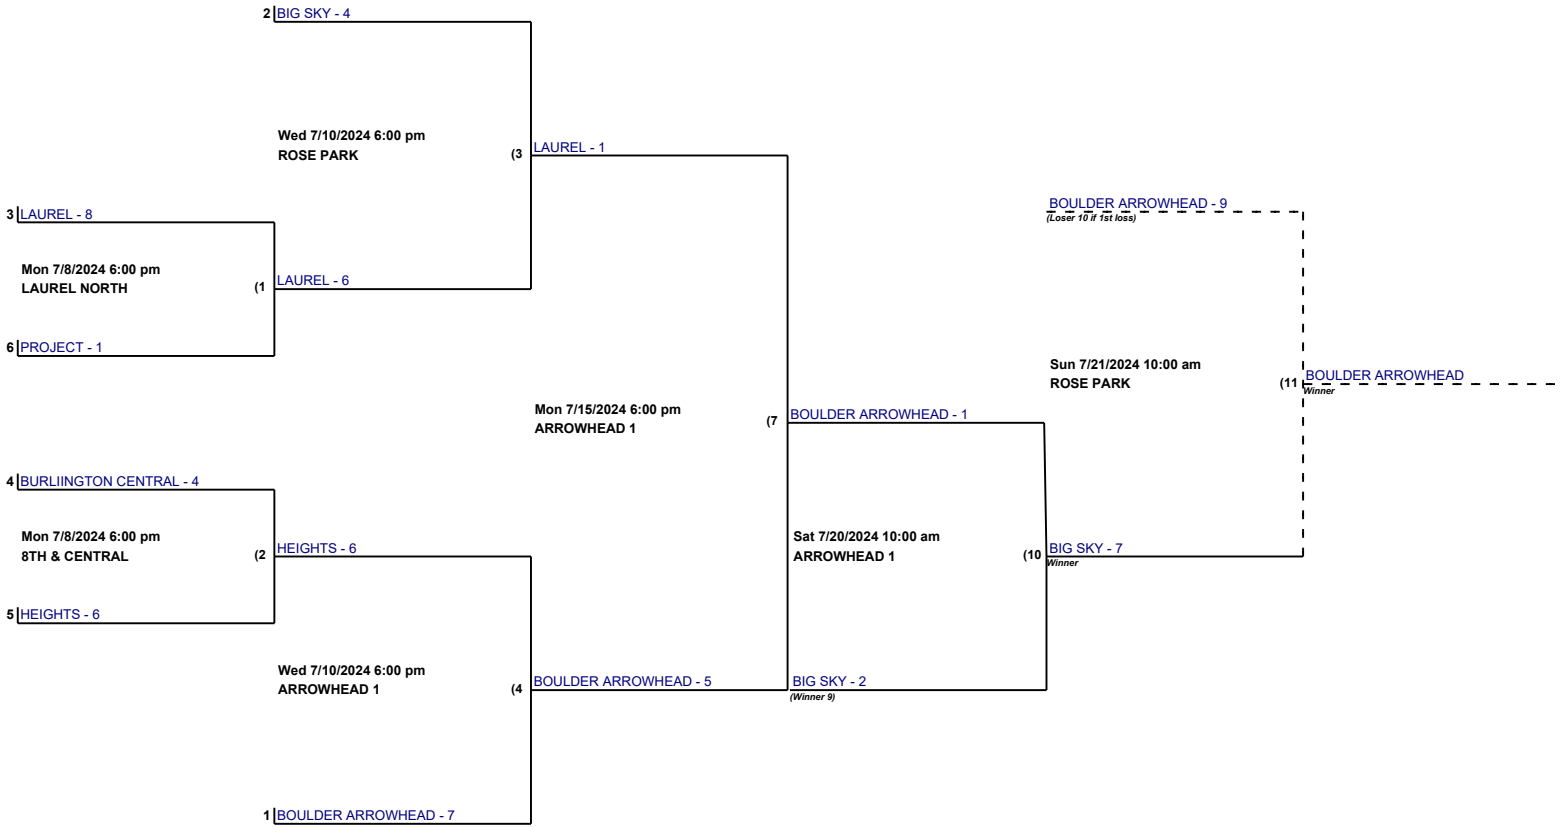 2 BIG SKY - 4
Wed 7/10/2024 6:00 pm
ROSE PARK
(3 LAUREL - 1
3 LAUREL - 8
BOULDER ARROWHEAD - 9
(Loser 10 if 1st loss)
Mon 7/8/2024 6:00 pm
LAUREL NORTH
(1 LAUREL - 6
6 PROJECT - 1
Sun 7/21/2024 10:00 am
ROSE PARK
(11 BOULDER ARROWHEAD
Winner
Mon 7/15/2024 6:00 pm
ARROWHEAD 1
(7 BOULDER ARROWHEAD - 1
4 BURLIINGTON CENTRAL - 4
Mon 7/8/2024 6:00 pm
8TH & CENTRAL
(2 HEIGHTS - 6
Sat 7/20/2024 10:00 am
ARROWHEAD 1
(10 BIG SKY - 7
Winner
5 HEIGHTS - 6
Wed 7/10/2024 6:00 pm
ARROWHEAD 1
(4 BOULDER ARROWHEAD - 5
BIG SKY - 2
(Winner 9)
1 BOULDER ARROWHEAD - 7